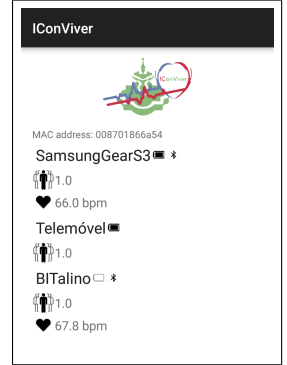 IConViver
IConViver
MAC address: 008701866a54
SamsungGearS3
1.0
66.0 bpm
Telemóvel
1.0
BITalino
1.0
67.8 bpm